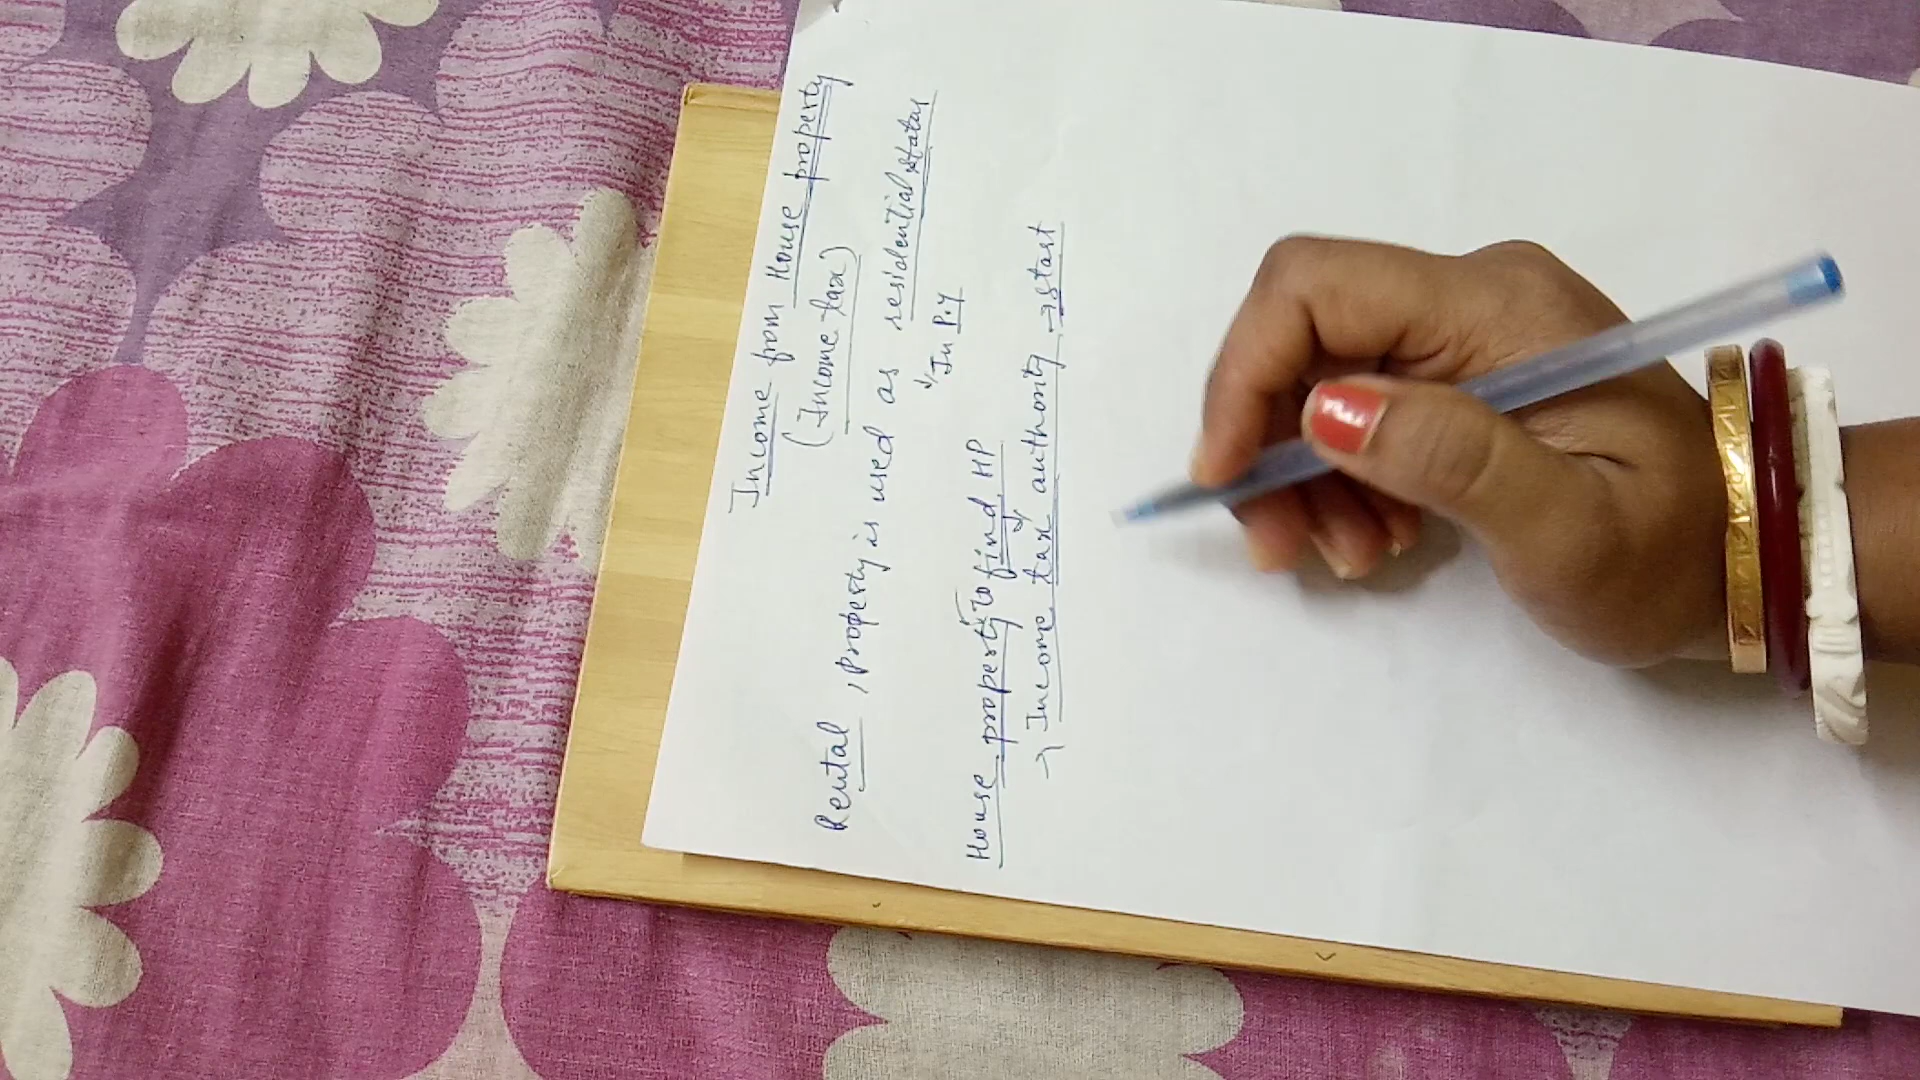 Income from House property
(Income tax)
Rental, property is used as residential status
↓ In P.Y
House property to find HP
→ Income tax authority → start